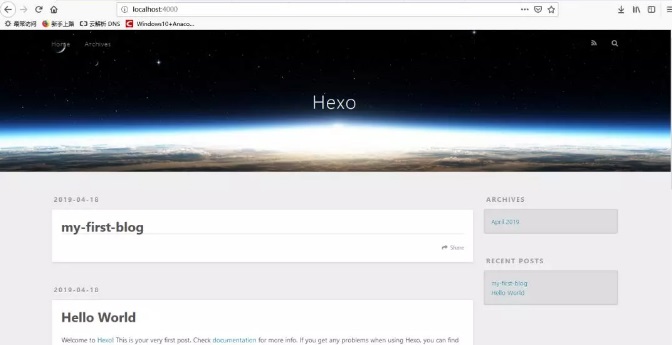 localhost:4000
最常访问 新手上路 云解析 DNS Windows10+Anaco...
Home Archives
Hexo
2019-04-16
my-first-blog
Share
2019-04-10
Hello World
Welcome to Hexo! This is your very first post. Check documentation for more info. If you get any problems when using Hexo, you can find
ARCHIVES
April 2019
RECENT POSTS
my-first-blog
Hello World